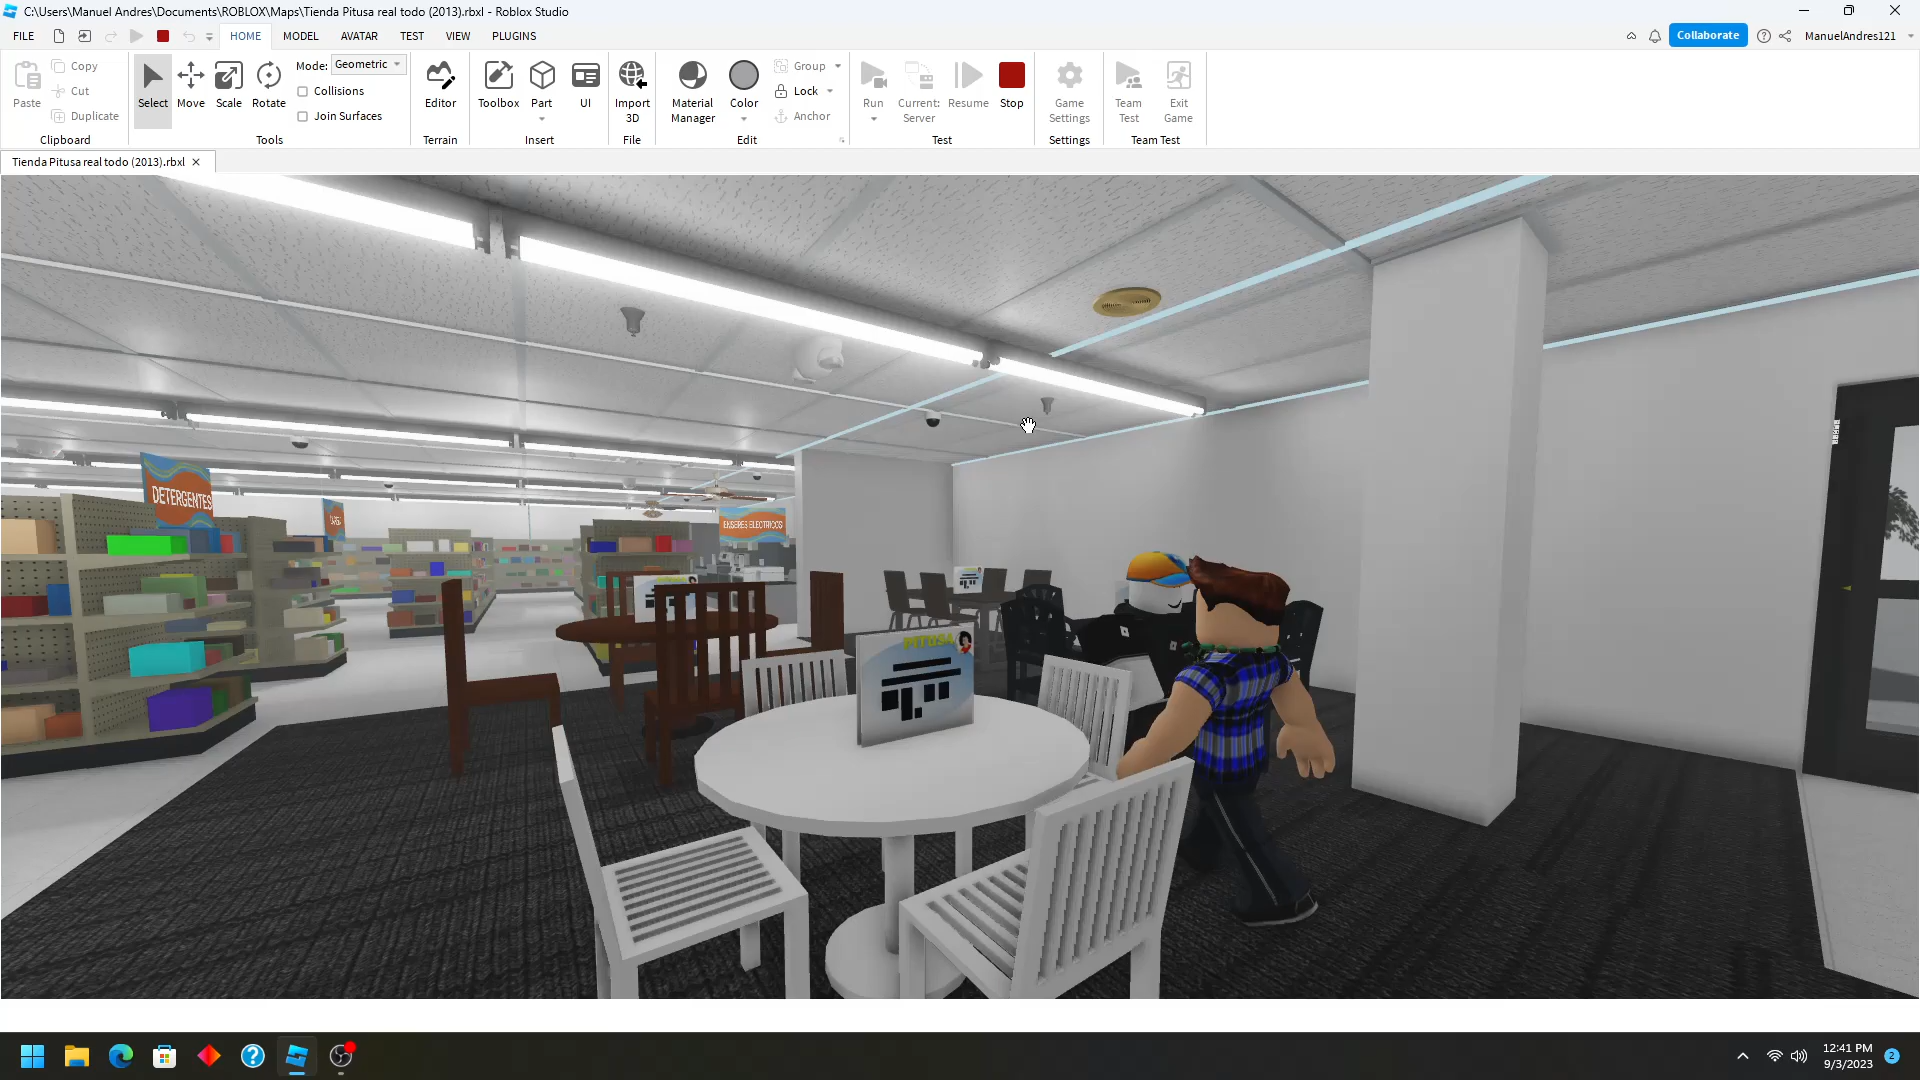 C:\Users\Manuel Andres\Documents\ROBLOX\Maps\Tienda Pitusa real todo (2013).rbxl - Roblox Studio
FILE HOME MODEL AVATAR TEST VIEW PLUGINS Collaborate ManuelAndres121
Paste
Copy
Cut
Duplicate
Clipboard
Select Move Scale Rotate
Mode: Geometric
Collisions
Join Surfaces
Tools
Editor
Terrain
Toolbox Part UI
Insert
Import
3D
File
Material
Manager
Color
Group
Lock
Anchor
Edit
Run
Current:
Server
Resume Stop
Test
Game
Settings
Settings
Team
Test
Exit
Game
Team Test
Tienda Pitusa real todo (2013).rbxl
DETERGENTES
ENSERES ELECTRICOS
PITUSA
12:41 PM
9/3/2023
2